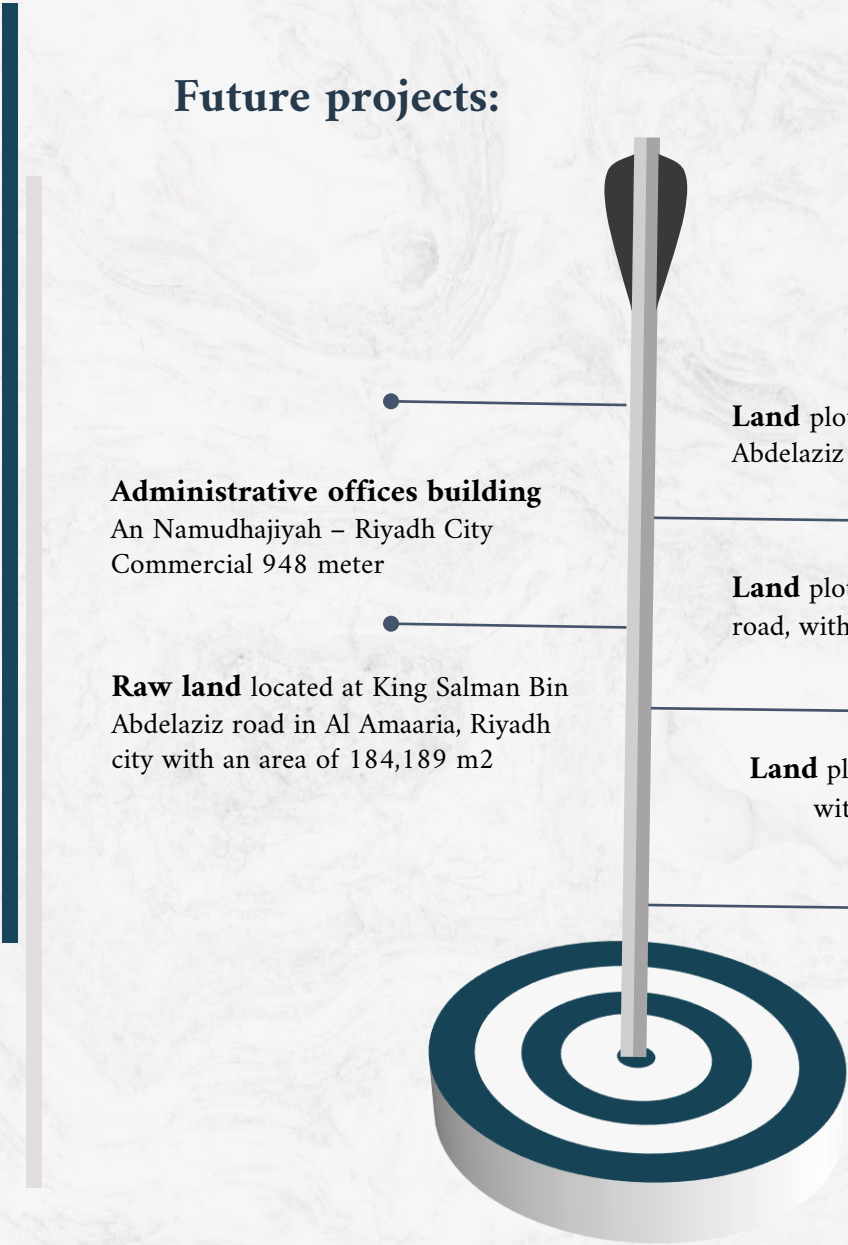 Future projects:
Administrative offices building
An Namudhajiyah – Riyadh City
Commercial 948 meter
Raw land located at King Salman Bin
Abdelaziz road in Al Amaaria, Riyadh
city with an area of 184,189 m2
Land
Abdelaziz
Land
road, with
Land